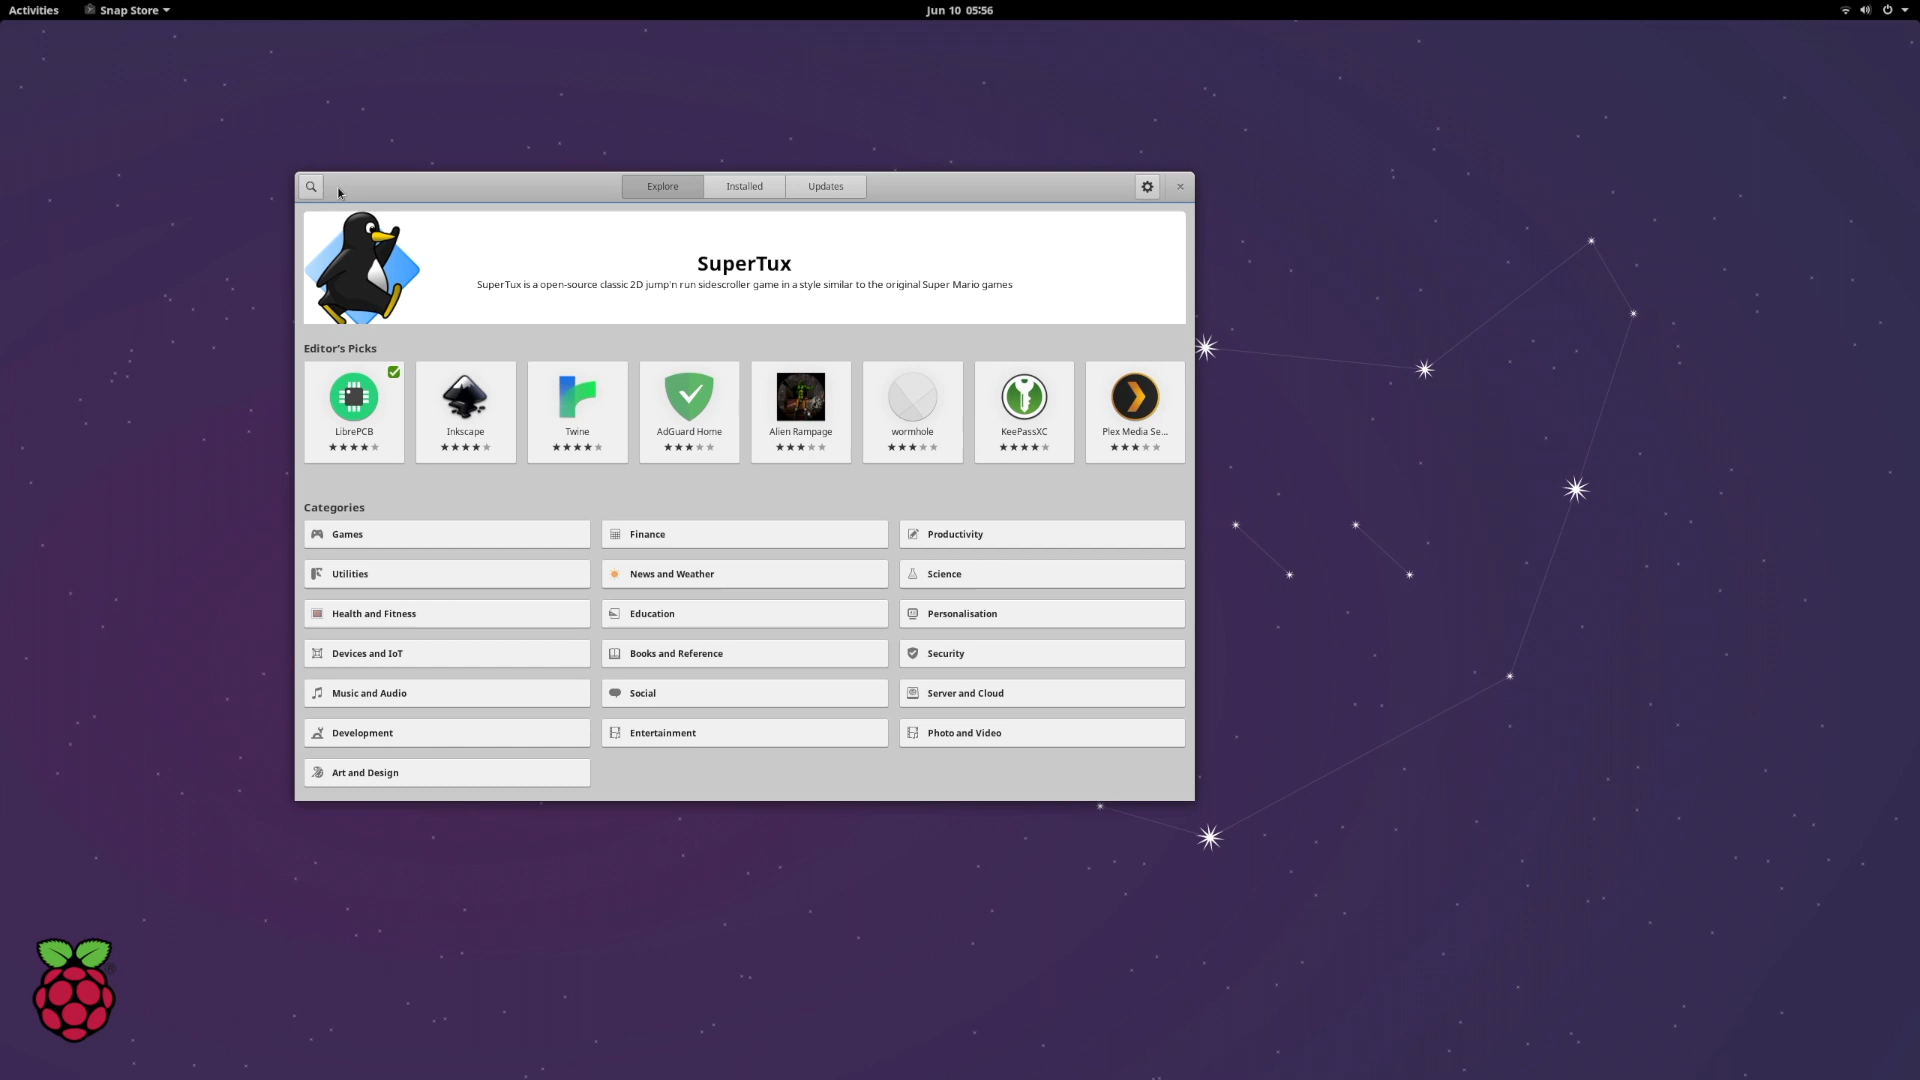 Activities
Snap Store
Jun 10 05:56
Explore
Installed
Updates
SuperTux
SuperTux is a open-source classic 2D jump'n run sidescroller game in a style similar to the original Super Mario games
Editor's Picks
LibrePCB
Inkscape
Twine
AdGuard Home
Alien Rampage
wormhole
KeePassXC
Plex Media Se...
Categories
Games
Finance
Productivity
Utilities
News and Weather
Science
Health and Fitness
Education
Personalisation
Devices and IoT
Books and Reference
Security
Music and Audio
Social
Server and Cloud
Development
Entertainment
Photo and Video
Art and Design